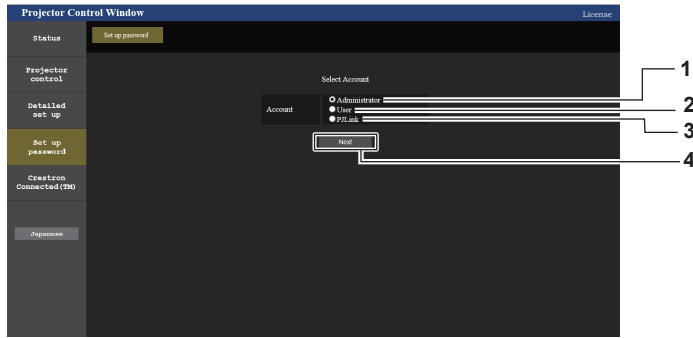 Projector Control Window
License
Status
Set up password
Projector
control
Detailed
set up
Set up
password
Crestron
Connected(TM)
Japanese
Select Account
Account
Administrator
User
PJLink
Next
1
2
3
4